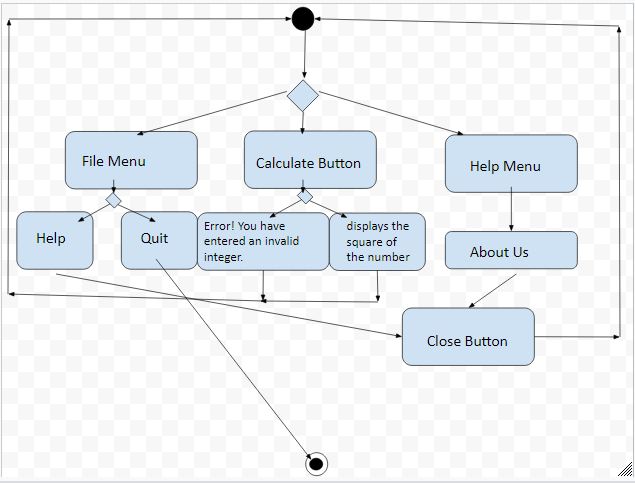 File Menu
Calculate Button
Help Menu
Help
Quit
Error! You have
entered an invalid
integer.
displays the
square of
the number
About Us
Close Button